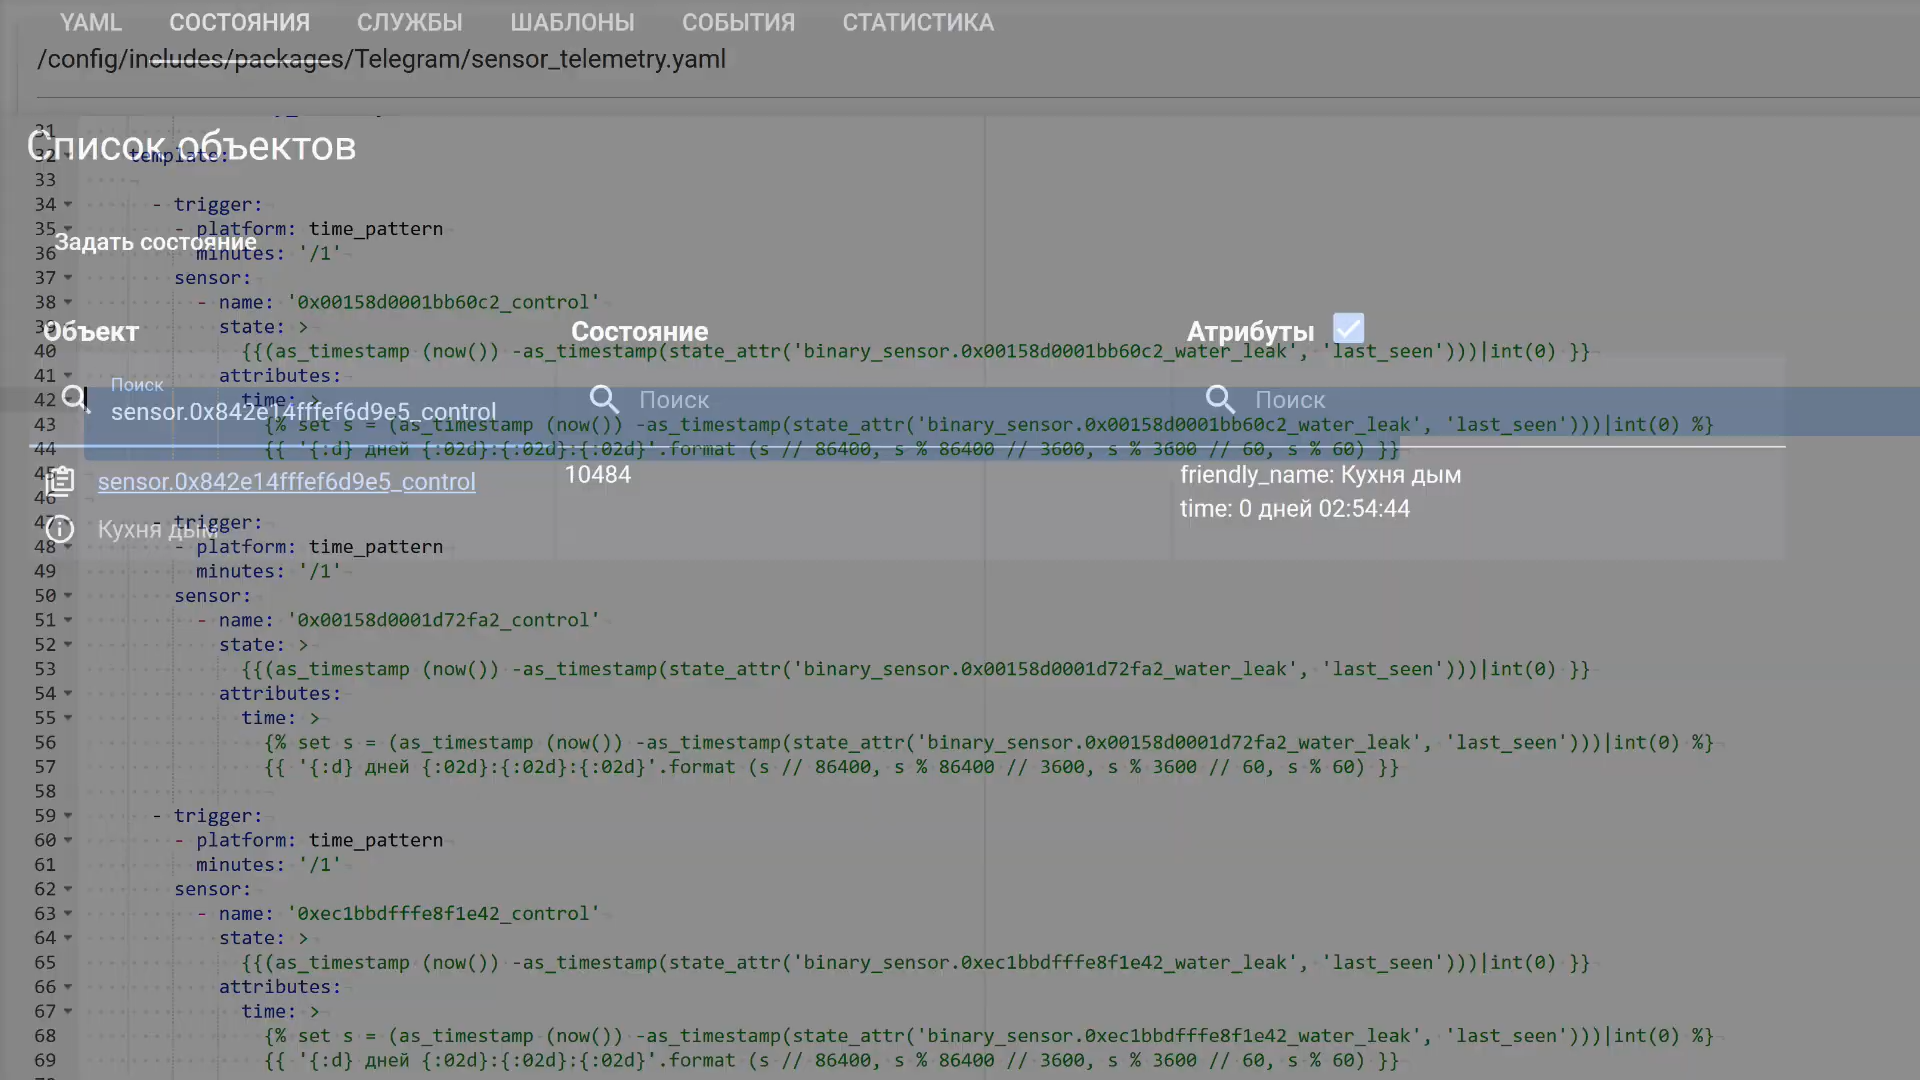 YAML СОСТОЯНИЯ СЛУЖБЫ ШАБЛОНЫ СОБЫТИЯ СТАТИСТИКА
/config/includes/packages/Telegram/sensor_telemetry.yaml
31
Список объектов
32 template:
33
34 - trigger:
35 - platform: time_pattern
Задать состояние
36 minutes: '/1'
37 sensor:
38 - name: '0x00158d0001bb60c2_control'
39 state: >
Объект Состояние Атрибуты
40 {{(as_timestamp (now()) -as_timestamp(state_attr('binary_sensor.0x00158d0001bb60c2_water_leak', 'last_seen')))|int(0) }}
41 attributes:
Поиск
42 time: >
Поиск Поиск
sensor.0x842e14fffef6d9e5_control
43 {% set s = (as_timestamp (now()) -as_timestamp(state_attr('binary_sensor.0x00158d0001bb60c2_water_leak', 'last_seen')))|int(0) %}
44 {{ '{:d} дней {:02d}:{:02d}:{:02d}'.format (s // 86400, s % 86400 // 3600, s % 3600 // 60, s % 60) }}
45
sensor.0x842e14fffef6d9e5_control 10484 friendly_name: Кухня дым
time: 0 дней 02:54:44
46
47 - trigger:
Кухня дым
48 - platform: time_pattern
49 minutes: '/1'
50 sensor:
51 - name: '0x00158d0001d72fa2_control'
52 state: >
53 {{(as_timestamp (now()) -as_timestamp(state_attr('binary_sensor.0x00158d0001d72fa2_water_leak', 'last_seen')))|int(0) }}
54 attributes:
55 time: >
56 {% set s = (as_timestamp (now()) -as_timestamp(state_attr('binary_sensor.0x00158d0001d72fa2_water_leak', 'last_seen')))|int(0) %}
57 {{ '{:d} дней {:02d}:{:02d}:{:02d}'.format (s // 86400, s % 86400 // 3600, s % 3600 // 60, s % 60) }}
58
59 - trigger:
60 - platform: time_pattern
61 minutes: '/1'
62 sensor:
63 - name: '0xec1bbdfffe8f1e42_control'
64 state: >
65 {{(as_timestamp (now()) -as_timestamp(state_attr('binary_sensor.0xec1bbdfffe8f1e42_water_leak', 'last_seen')))|int(0) }}
66 attributes:
67 time: >
68 {% set s = (as_timestamp (now()) -as_timestamp(state_attr('binary_sensor.0xec1bbdfffe8f1e42_water_leak', 'last_seen')))|int(0) %}
69 {{ '{:d} дней {:02d}:{:02d}:{:02d}'.format (s // 86400, s % 86400 // 3600, s % 3600 // 60, s % 60) }}